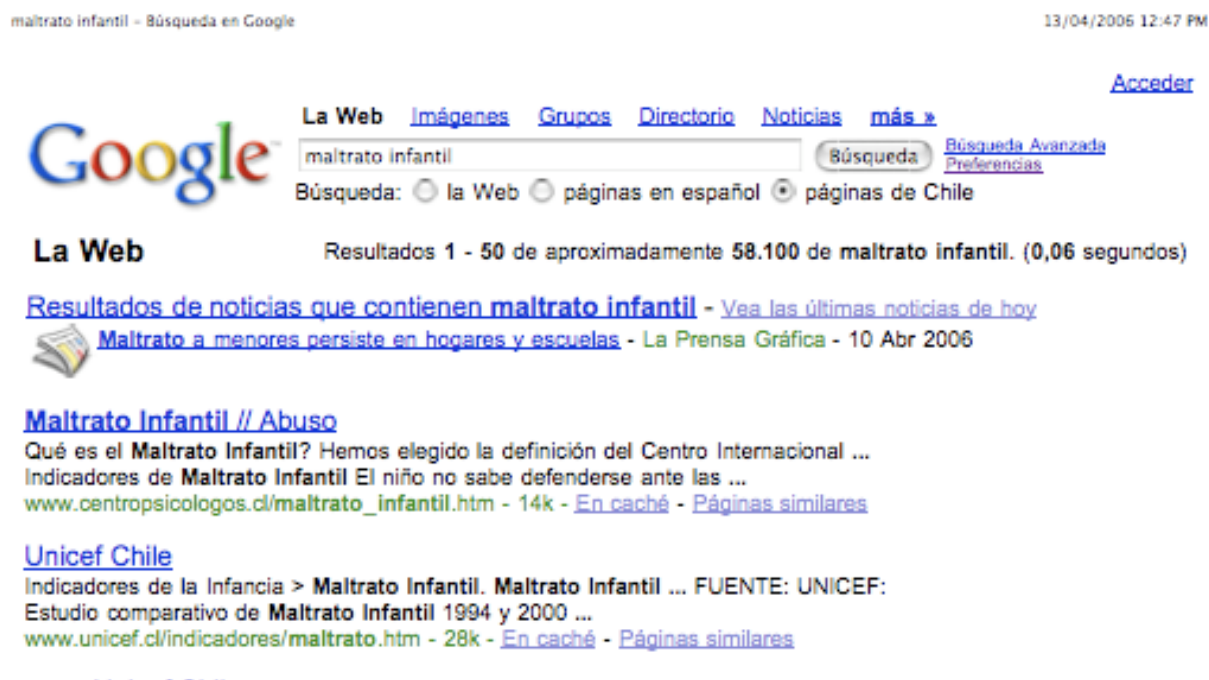 maltrato infantil – Búsqueda en Google 13/04/2006 12:47 PM
Acceder
Google™
La Web Imágenes Grupos Directorio Noticias más »
maltrato infantil Búsqueda Búsqueda Avanzada
Preferencias
Búsqueda: la Web páginas en español páginas de Chile
La Web Resultados 1 - 50 de aproximadamente 58.100 de maltrato infantil. (0,06 segundos)
Resultados de noticias que contienen maltrato infantil - Vea las últimas noticias de hoy
Maltrato a menores persiste en hogares y escuelas - La Prensa Gráfica - 10 Abr 2006
Maltrato Infantil // Abuso
Qué es el Maltrato Infantil? Hemos elegido la definición del Centro Internacional ...
Indicadores de Maltrato Infantil El niño no sabe defenderse ante las ...
www.centropsicologos.cl/maltrato_infantil.htm - 14k - En caché - Páginas similares
Unicef Chile
Indicadores de la Infancia > Maltrato Infantil. Maltrato Infantil ... FUENTE: UNICEF:
Estudio comparativo de Maltrato Infantil 1994 y 2000 ...
www.unicef.cl/indicadores/maltrato.htm - 28k - En caché - Páginas similares